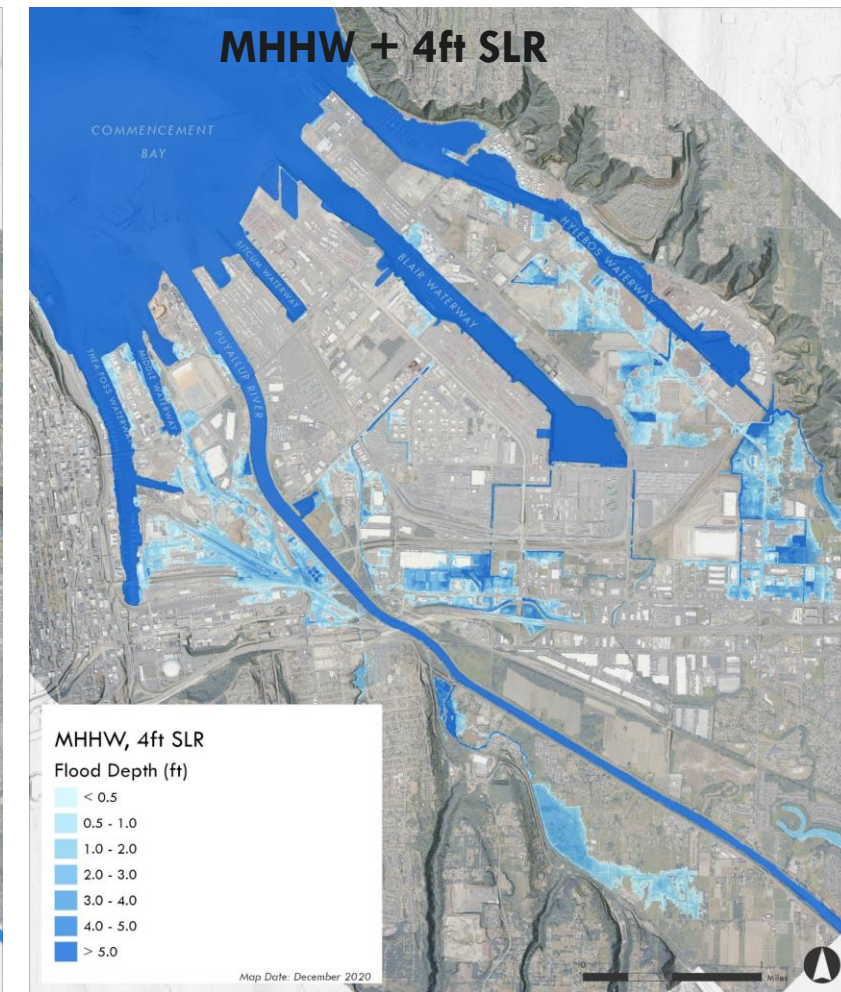 MHHW + 4ft SLR
COMMENCEMENT
BAY
HYLEBOS WATERWAY
BLAIR WATERWAY
SITCUM WATERWAY
PUYALLUP RIVER
MIDDLE WATERWAY
THEA FOSS WATERWAY
MHHW, 4ft SLR
Flood Depth (ft)
< 0.5
0.5 - 1.0
1.0 - 2.0
2.0 - 3.0
3.0 - 4.0
4.0 - 5.0
> 5.0
Map Date: December 2020
0 1
Miles